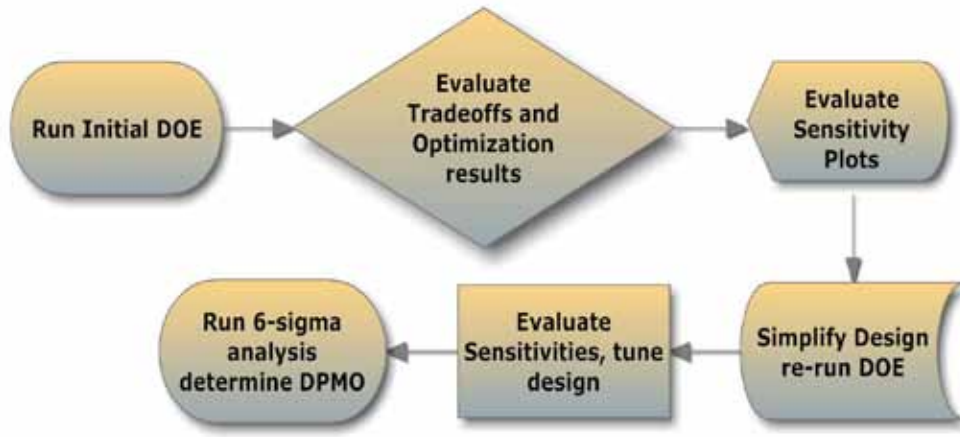 Run Initial DOE
Evaluate
Tradeoffs and
Optimization
results
Evaluate
Sensitivity
Plots
Simplify Design
re-run DOE
Evaluate
Sensitivities, tune
design
Run 6-sigma
analysis
determine DPMO